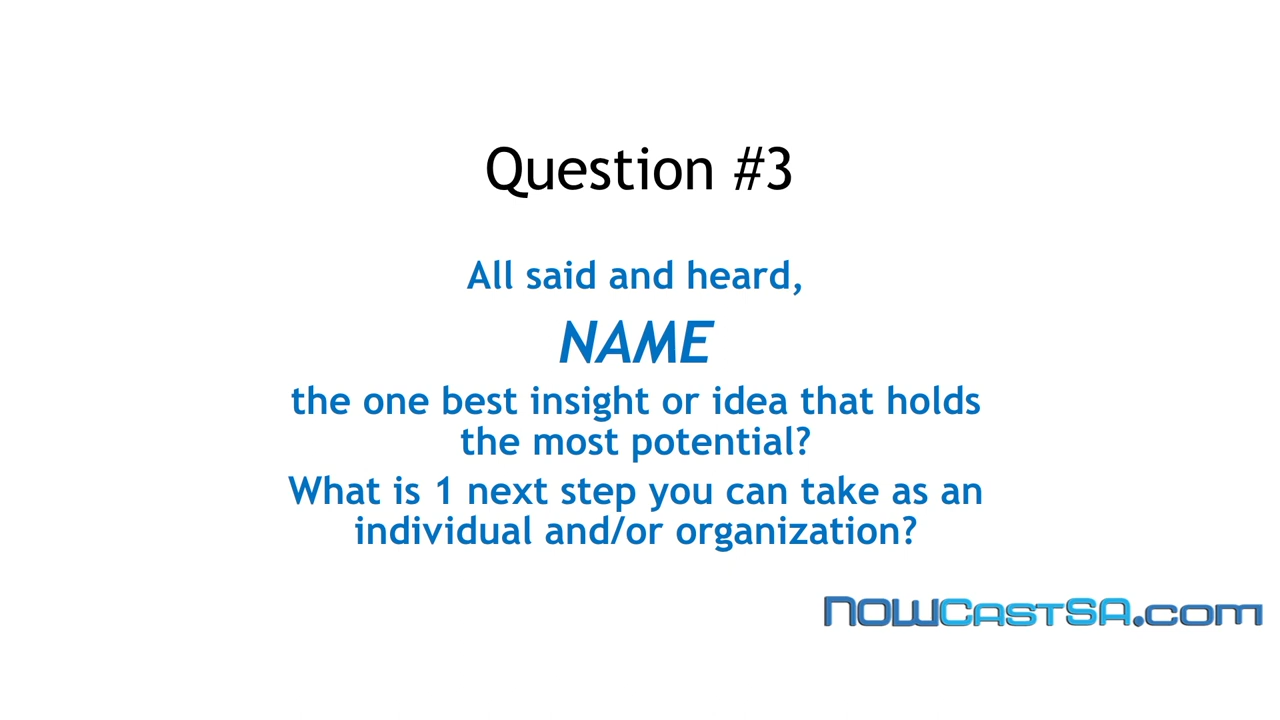 Question #3
All said and heard,
NAME
the one best insight or idea that holds
the most potential?
What is 1 next step you can take as an
individual and/or organization?
NOWCASTSA.com